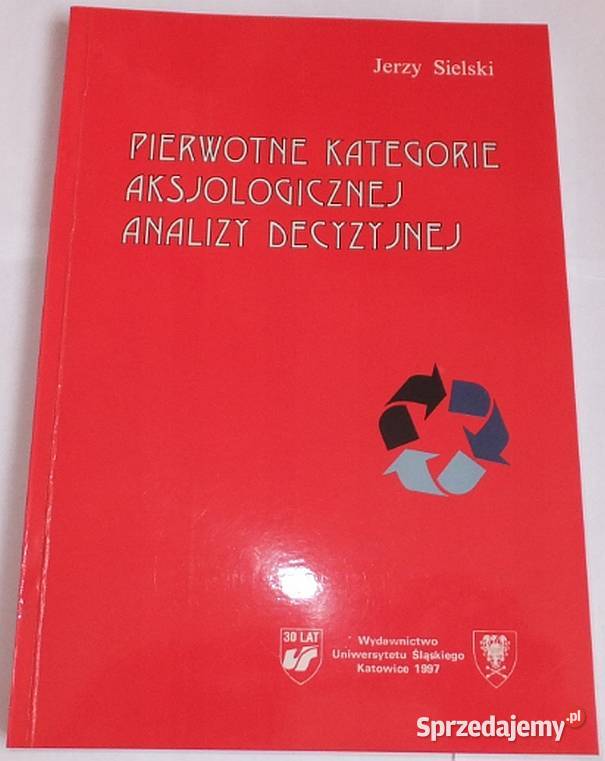 Jerzy Sielski
PIERWOTNE KATEGORIE
AKSJOLOGICZNEJ
ANALIZY DECYZYJNEJ
30 LAT
Wydawnictwo
Uniwersytetu Śląskiego
Katowice 1997
Sprzedajemy.pl